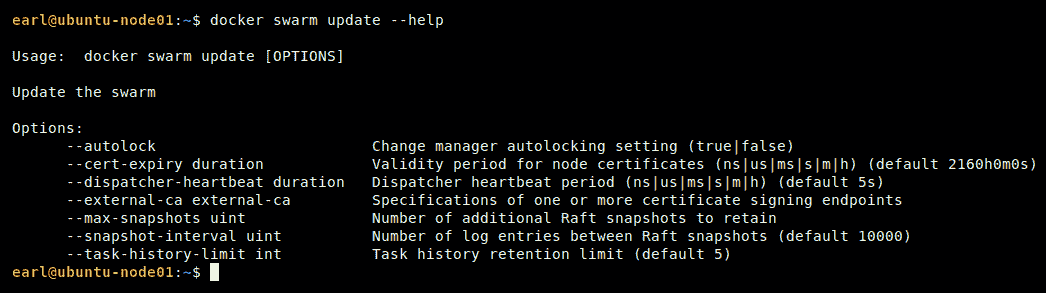 earl@ubuntu-node01:~$ docker swarm update --help
Usage:  docker swarm update [OPTIONS]
Update the swarm
Options:
      --autolock                        Change manager autolocking setting (true|false)
      --cert-expiry duration            Validity period for node certificates (ns|us|ms|s|m|h) (default 2160h0m0s)
      --dispatcher-heartbeat duration   Dispatcher heartbeat period (ns|us|ms|s|m|h) (default 5s)
      --external-ca external-ca         Specifications of one or more certificate signing endpoints
      --max-snapshots uint              Number of additional Raft snapshots to retain
      --snapshot-interval uint          Number of log entries between Raft snapshots (default 10000)
      --task-history-limit int          Task history retention limit (default 5)
earl@ubuntu-node01:~$